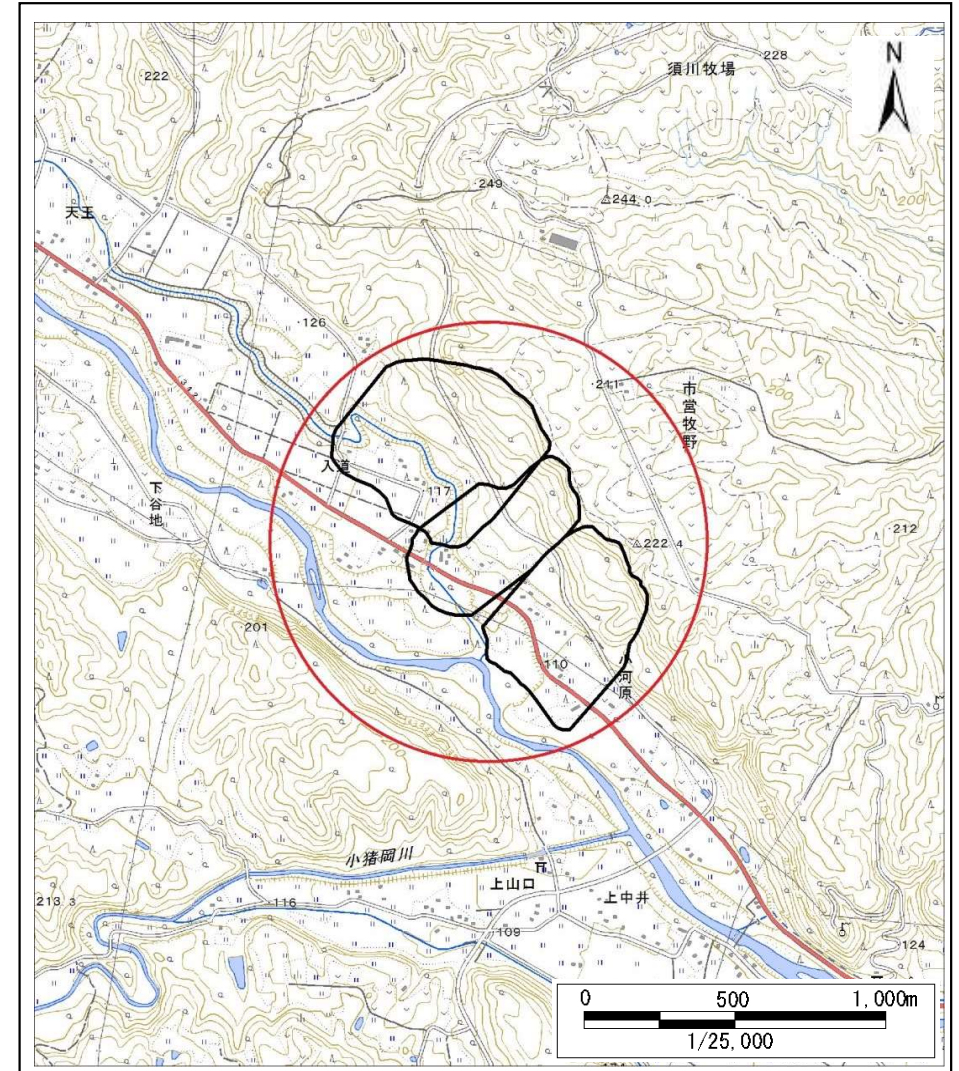 ・222
須川牧場
・228
N
天王
・249
△244.0
200
・126
・211
市営牧野
200
入道
117
下谷地
・212
△222.4
201
110
小河原
200
小猪岡川
上山口
上中井
213.3
・116
109
・124
0 500 1,000m
1/25,000